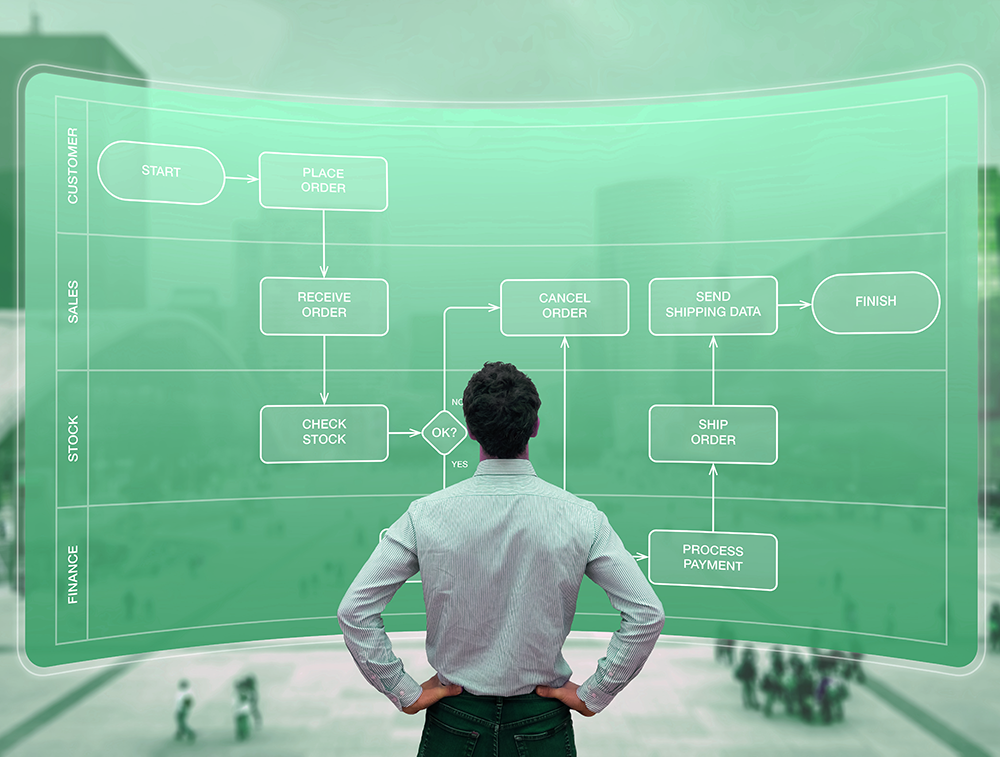 CUSTOMER
START
PLACE
ORDER
SALES
RECEIVE
ORDER
CANCEL
ORDER
SEND
SHIPPING DATA
FINISH
STOCK
CHECK
STOCK
OK?
YES
SHIP
ORDER
FINANCE
PROCESS
PAYMENT